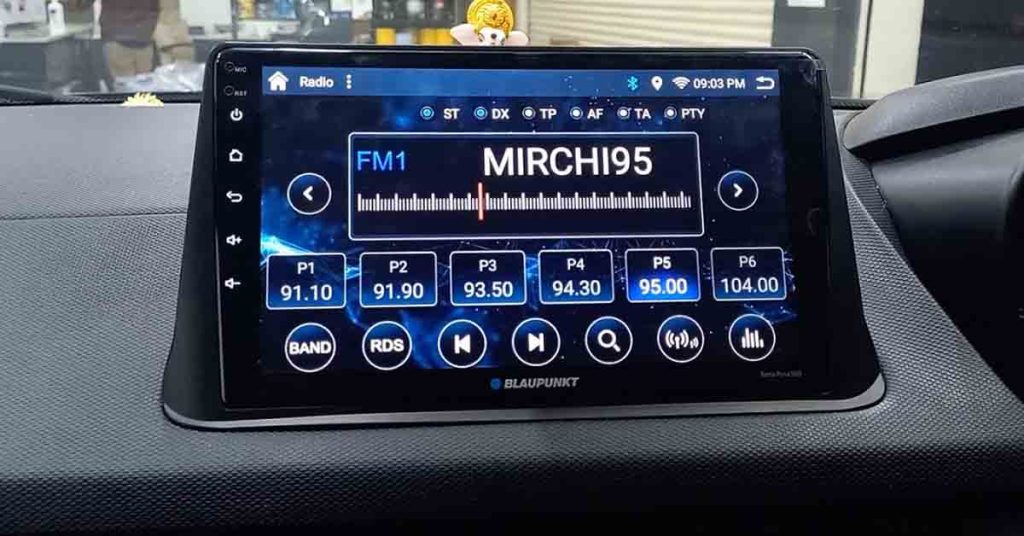 MIC
Radio
09:03 PM
RST
ST DX TP AF TA PTY
FM1 MIRCHI95
P1 P2 P3 P4 P5 P6
91.10 91.90 93.50 94.30 95.00 104.00
BAND RDS
BLAUPUNKT